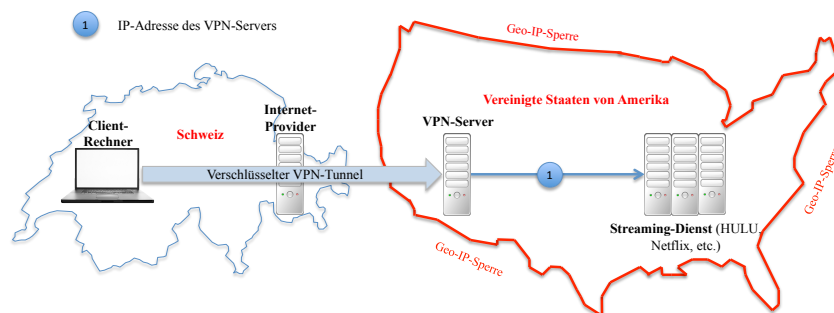 1 IP-Adresse des VPN-Servers
Geo-IP-Sperre
Vereinigte Staaten von Amerika
Internet-
Provider
Client-
Rechner
Schweiz
VPN-Server
Verschlüsselter VPN-Tunnel
1
Geo-IP-Sperre
Streaming-Dienst (HULU,
Netflix, etc.)
Geo-IP-Sperre